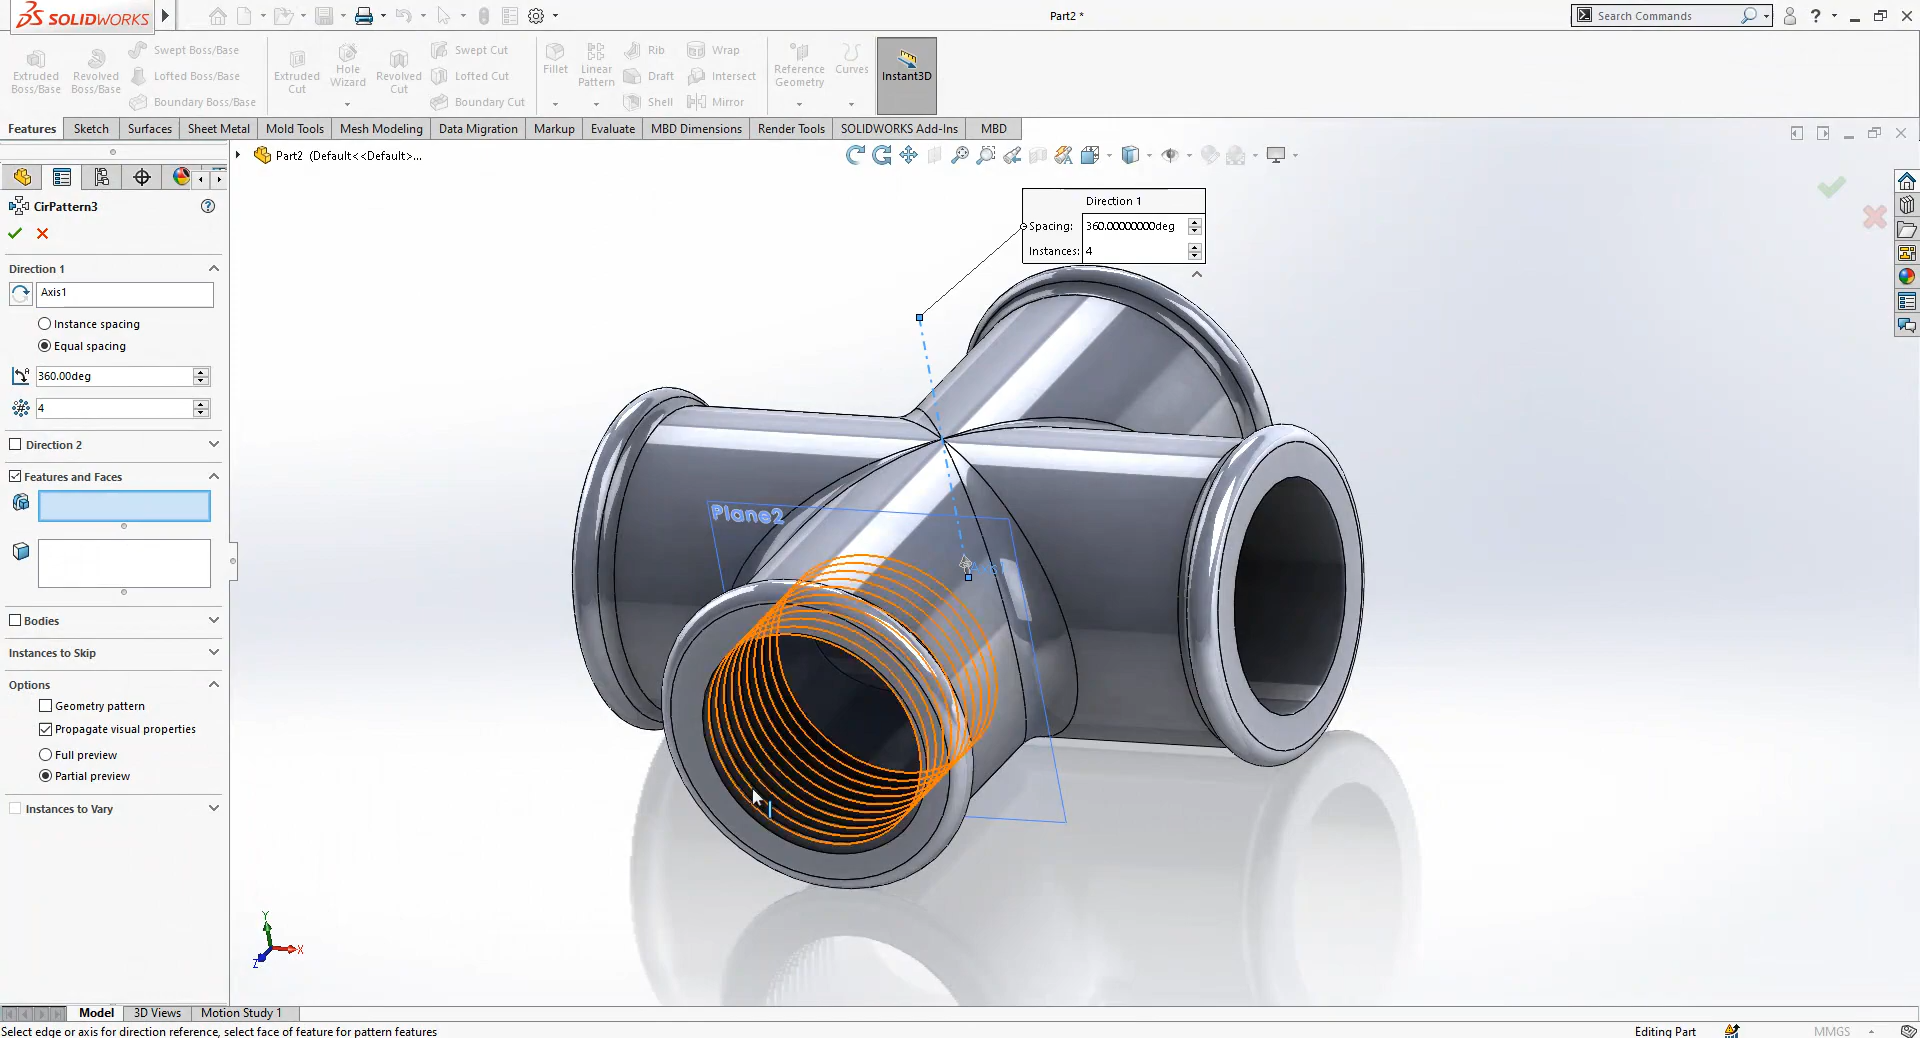 SOLIDWORKS
Part2 *
Search Commands
Extruded Boss/Base
Revolved Boss/Base
Swept Boss/Base
Lofted Boss/Base
Boundary Boss/Base
Extruded Cut
Hole Wizard
Revolved Cut
Swept Cut
Lofted Cut
Boundary Cut
Fillet
Linear Pattern
Rib
Draft
Shell
Wrap
Intersect
Mirror
Reference Geometry
Curves
Instant3D
Features
Sketch
Surfaces
Sheet Metal
Mold Tools
Mesh Modeling
Data Migration
Markup
Evaluate
MBD Dimensions
Render Tools
SOLIDWORKS Add-Ins
MBD
Part2 (Default<<Default>...
CirPattern3
Direction 1
Axis1
Instance spacing
Equal spacing
360.00deg
4
Direction 2
Features and Faces
Bodies
Instances to Skip
Options
Geometry pattern
Propagate visual properties
Full preview
Partial preview
Instances to Vary
Direction 1
Spacing: 360.00000000deg
Instances: 4
Plane2
Y
X
Z
Model
3D Views
Motion Study 1
Select edge or axis for direction reference, select face of feature for pattern features
Editing Part
MMGS